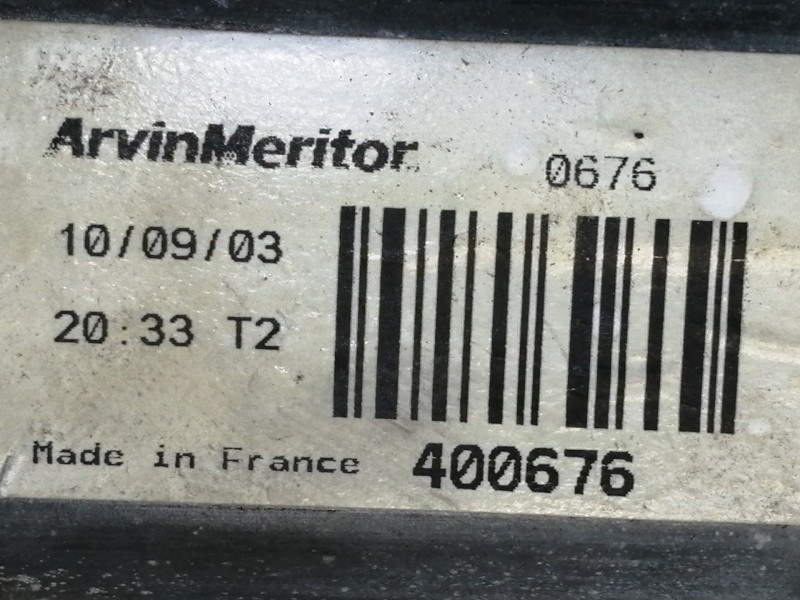 ArvinMeritor
0676
10/09/03
20:33 T2
Made in France
400676